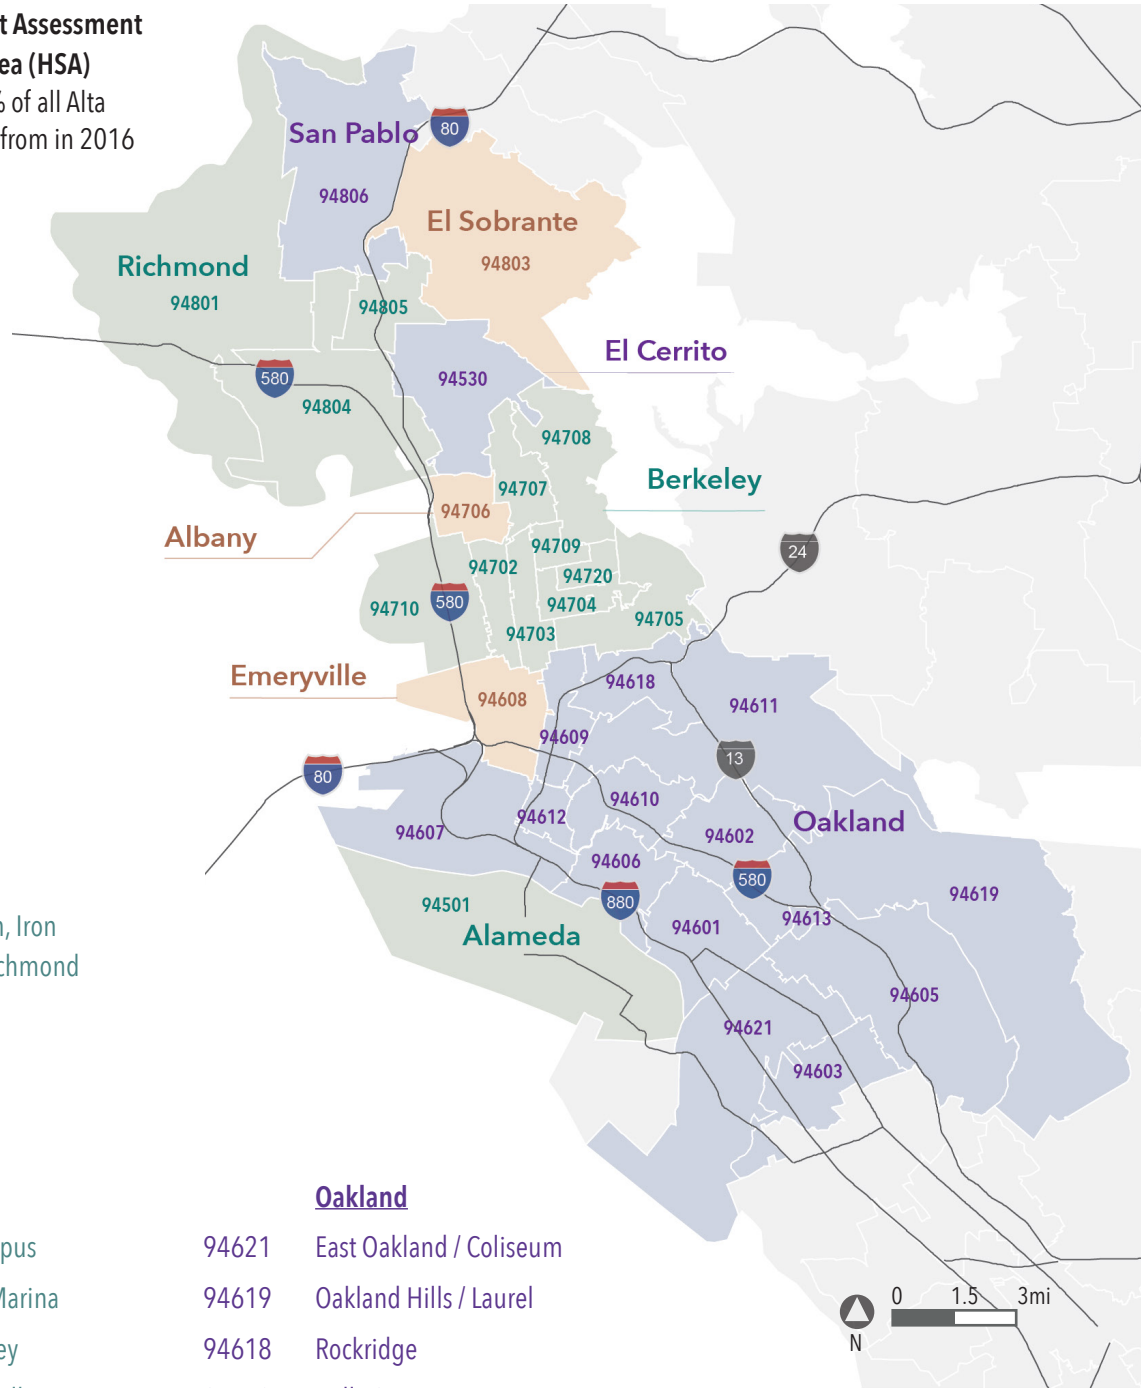 t Assessment
ea (HSA)
% of all Alta
from in 2016
San Pablo
80
94806
El Sobrante
94803
Richmond
94801
94805
El Cerrito
580
94530
94804
94708
Berkeley
94707
94706
Albany
94709
24
94702
94720
580
94710
94704
94705
94703
Emeryville
94618
94608
94611
94609
13
80
94610
94612
Oakland
94607
94602
94606
580
94619
880
94501
94613
94601
Alameda
n, Iron
chmond
94605
94621
94603
Oakland
pus
94621 East Oakland / Coliseum
Marina
94619 Oakland Hills / Laurel
ey
94618 Rockridge
0 1.5 3mi
N